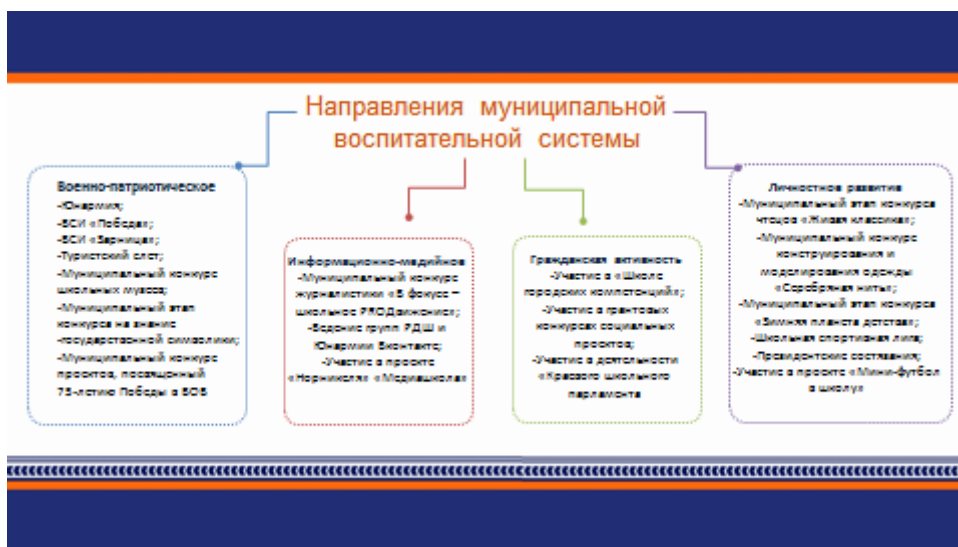 Направления муниципальной
воспитательной системы
Военно-патриотическое
-Юнармия;
-ВСИ «Победа»;
-ВСИ «Зарница»;
-Туристский слет;
-Муниципальный конкурс
школьных музеев;
-Муниципальный этап
конкурса на знание
-государственной символики;
-Муниципальный конкурс
проектов, посвященный
75-летию Победы в ВОВ
Информационно-медийное
-Муниципальный конкурс
журналистики «В фокусе –
школьное PROДвижение»;
-Ведение групп РДШ и
Юнармии Вконтакте;
-Участие в проекте
«Норникеля» «Медиашкола»
Гражданская активность
-Участие в «Школе
городских компетенций»;
-Участие в грантовых
конкурсах социальных
проектов;
-Участие в деятельности
«Краевого школьного
парламента
Личностное развитие
-Муниципальный этап конкурса
чтецов «Живая классика»;
-Муниципальный конкурс
конструирования и
моделирования одежды
«Серебряная нить»;
-Муниципальный этап конкурса
«Зимняя планета детства»;
-Школьная спортивная лига;
-Президентские состязания;
-Участие в проекте «Мини-футбол
в школу»